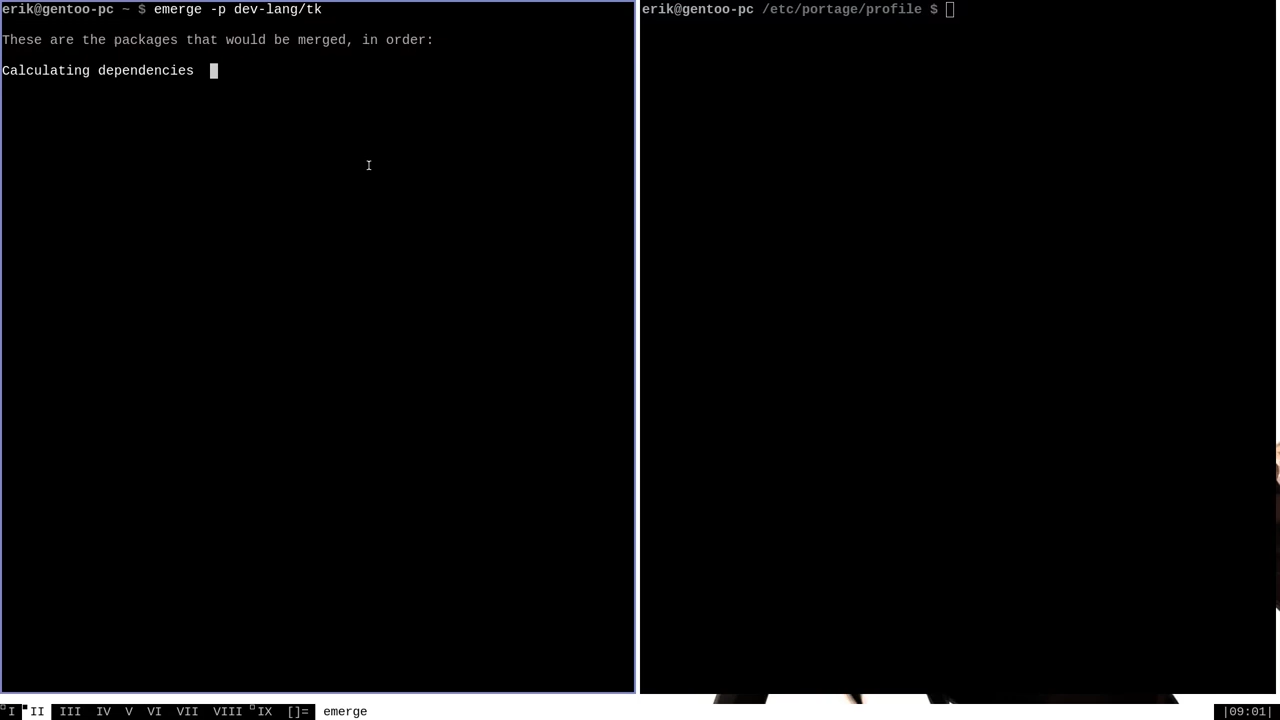 erik@gentoo-pc ~ $ emerge -p dev-lang/tk
These are the packages that would be merged, in order:
Calculating dependencies
erik@gentoo-pc /etc/portage/profile $
I II III IV V VI VII VIII IX []= emerge
|09:01|